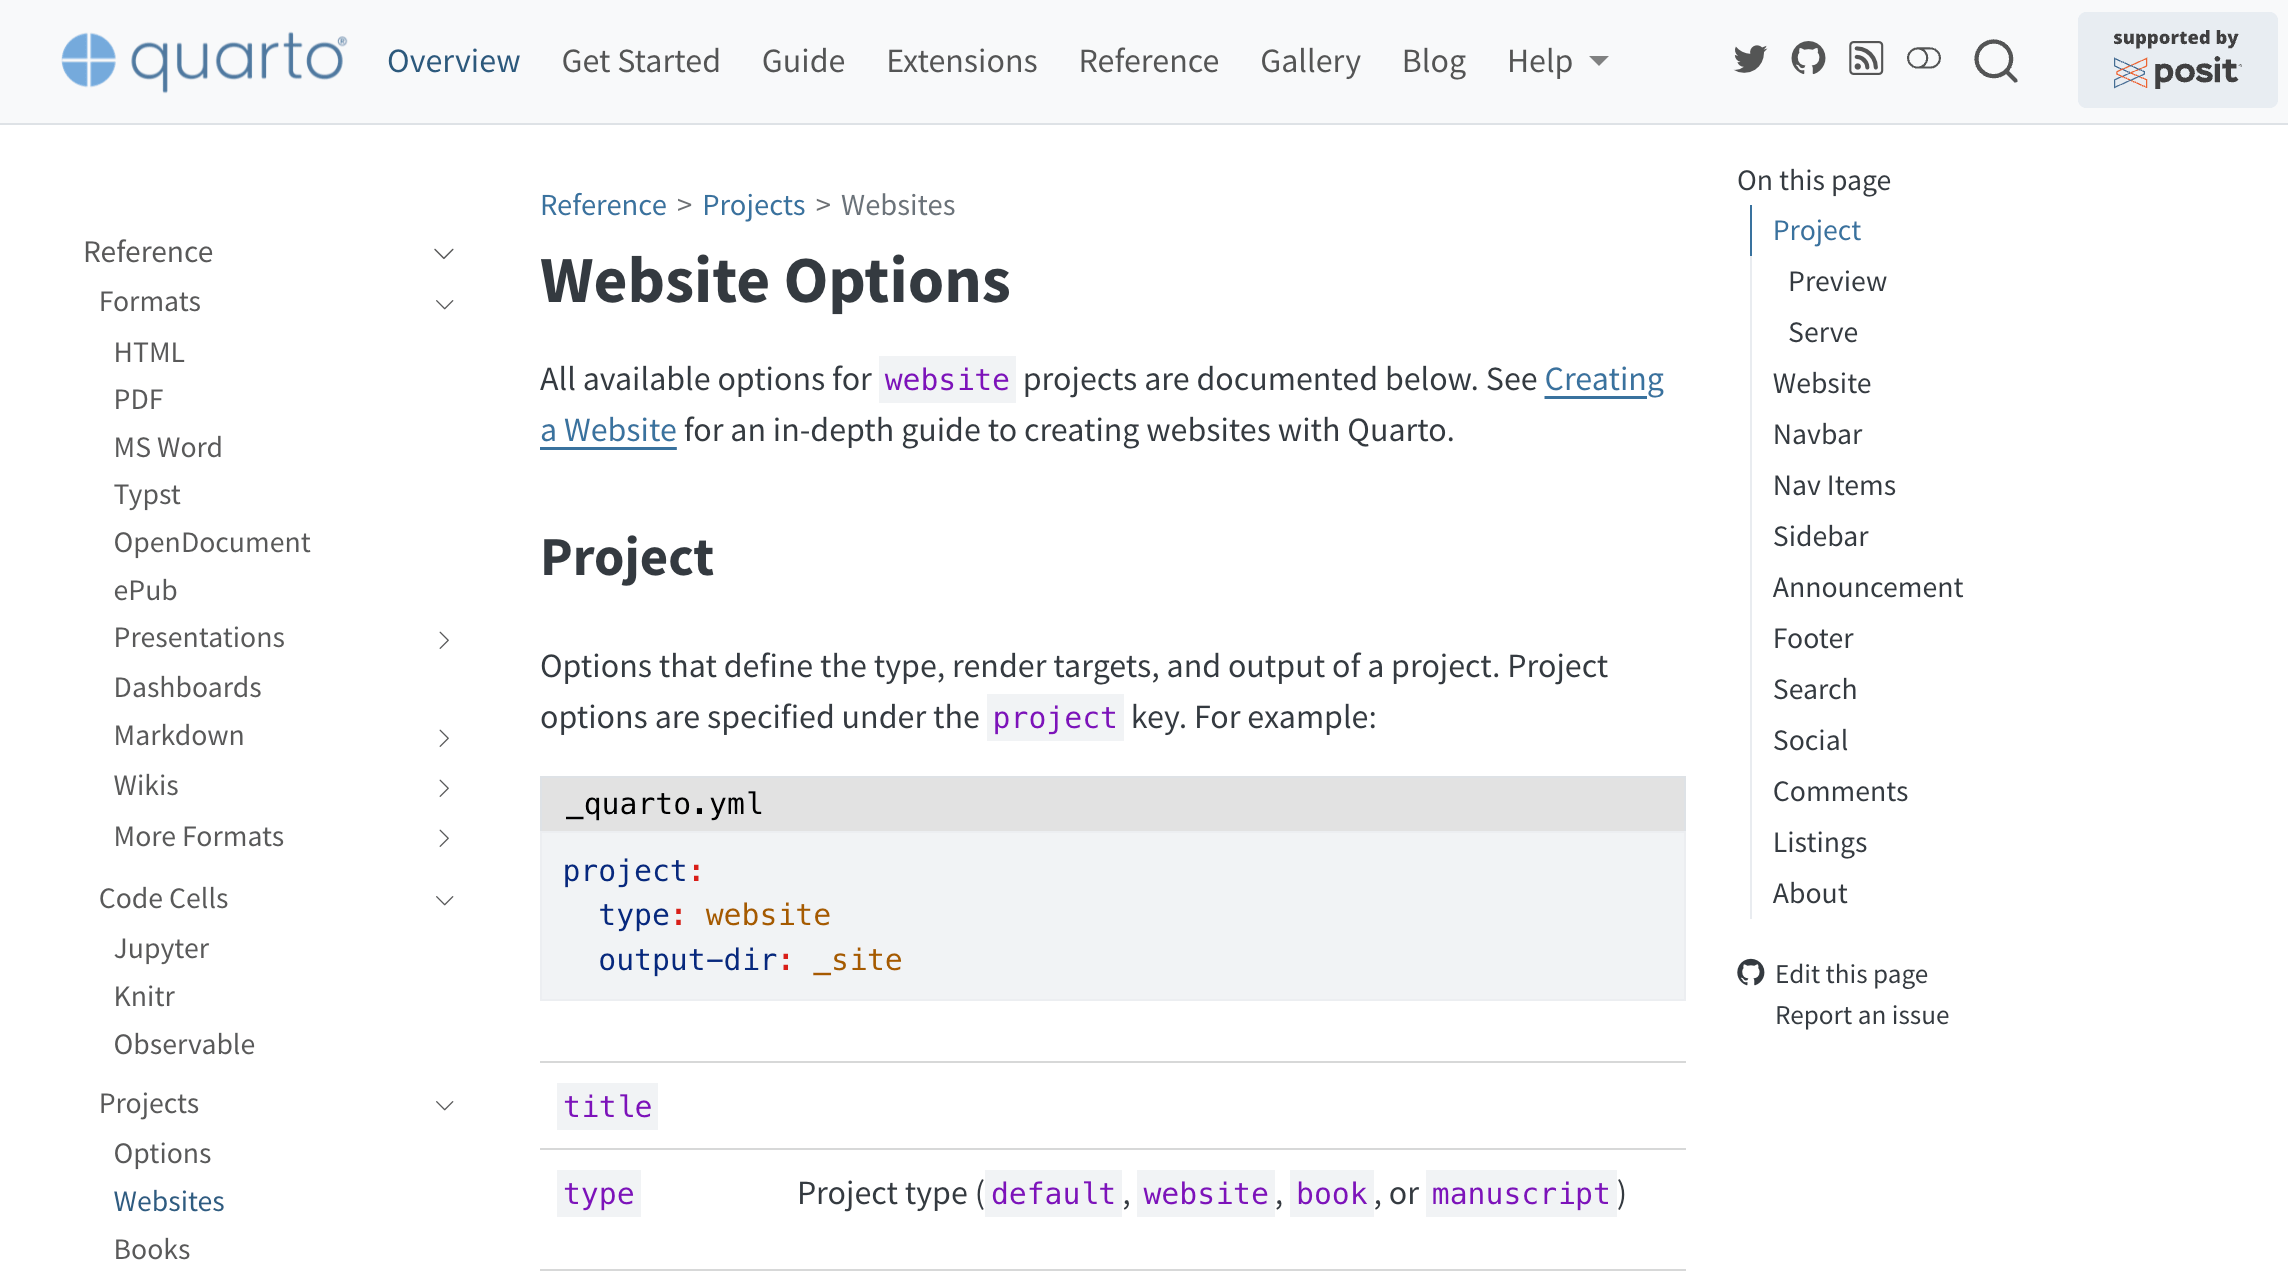 quarto®
Overview
Get Started
Guide
Extensions
Reference
Gallery
Blog
Help
supported by
posit
Reference
Formats
HTML
PDF
MS Word
Typst
OpenDocument
ePub
Presentations
Dashboards
Markdown
Wikis
More Formats
Code Cells
Jupyter
Knitr
Observable
Projects
Options
Websites
Books
Reference > Projects > Websites
Website Options
All available options for website projects are documented below. See Creating
a Website for an in-depth guide to creating websites with Quarto.
Project
Options that define the type, render targets, and output of a project. Project
options are specified under the project key. For example:
_quarto.yml
project:
  type: website
  output-dir: _site
title
type Project type (default, website, book, or manuscript)
On this page
Project
Preview
Serve
Website
Navbar
Nav Items
Sidebar
Announcement
Footer
Search
Social
Comments
Listings
About
Edit this page
Report an issue